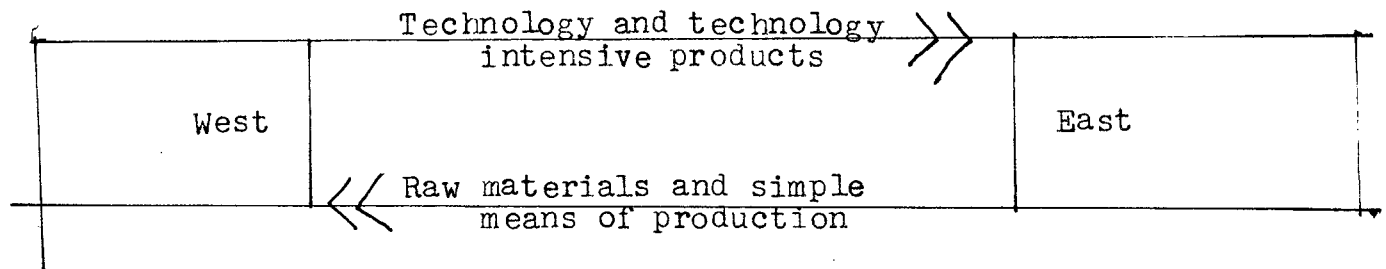 Technology and technology
intensive products
West
East
Raw materials and simple
means of production